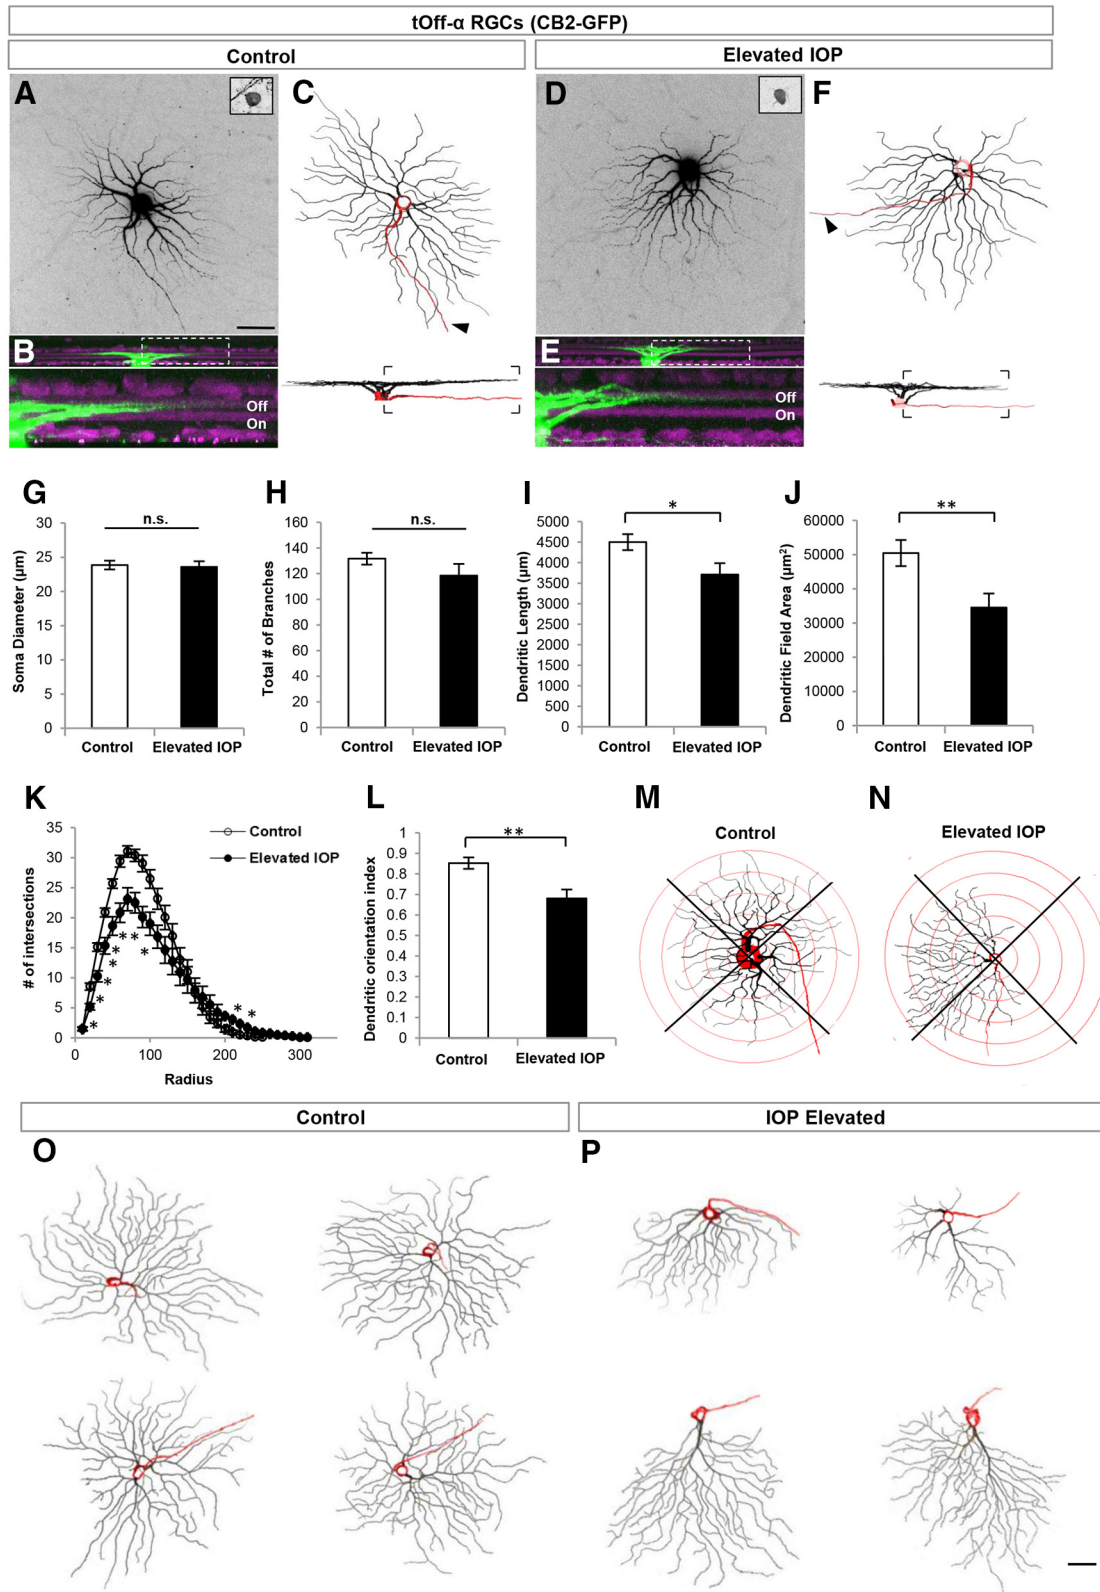 tOff-α RGCs (CB2-GFP)
Control
Elevated IOP
A
C
D
F
B
Off
On
E
Off
On
G
n.s.
Soma Diameter (µm)
30
25
20
15
10
5
0
Control
Elevated IOP
H
n.s.
Total # of Branches
160
140
120
100
80
60
40
20
0
Control
Elevated IOP
I
*
Dendritic Length (µm)
5000
4500
4000
3500
3000
2500
2000
1500
1000
500
0
Control
Elevated IOP
J
**
Dendritic Field Area (µm²)
60000
50000
40000
30000
20000
10000
0
Control
Elevated IOP
K
# of intersections
35
30
25
20
15
10
5
0
Control
Elevated IOP
* * * * * * * * *
* *
0
100
200
300
Radius
L
**
Dendritic orientation index
1
0.9
0.8
0.7
0.6
0.5
0.4
0.3
0.2
0.1
0
Control
Elevated IOP
M
Control
N
Elevated IOP
Control
IOP Elevated
O
P